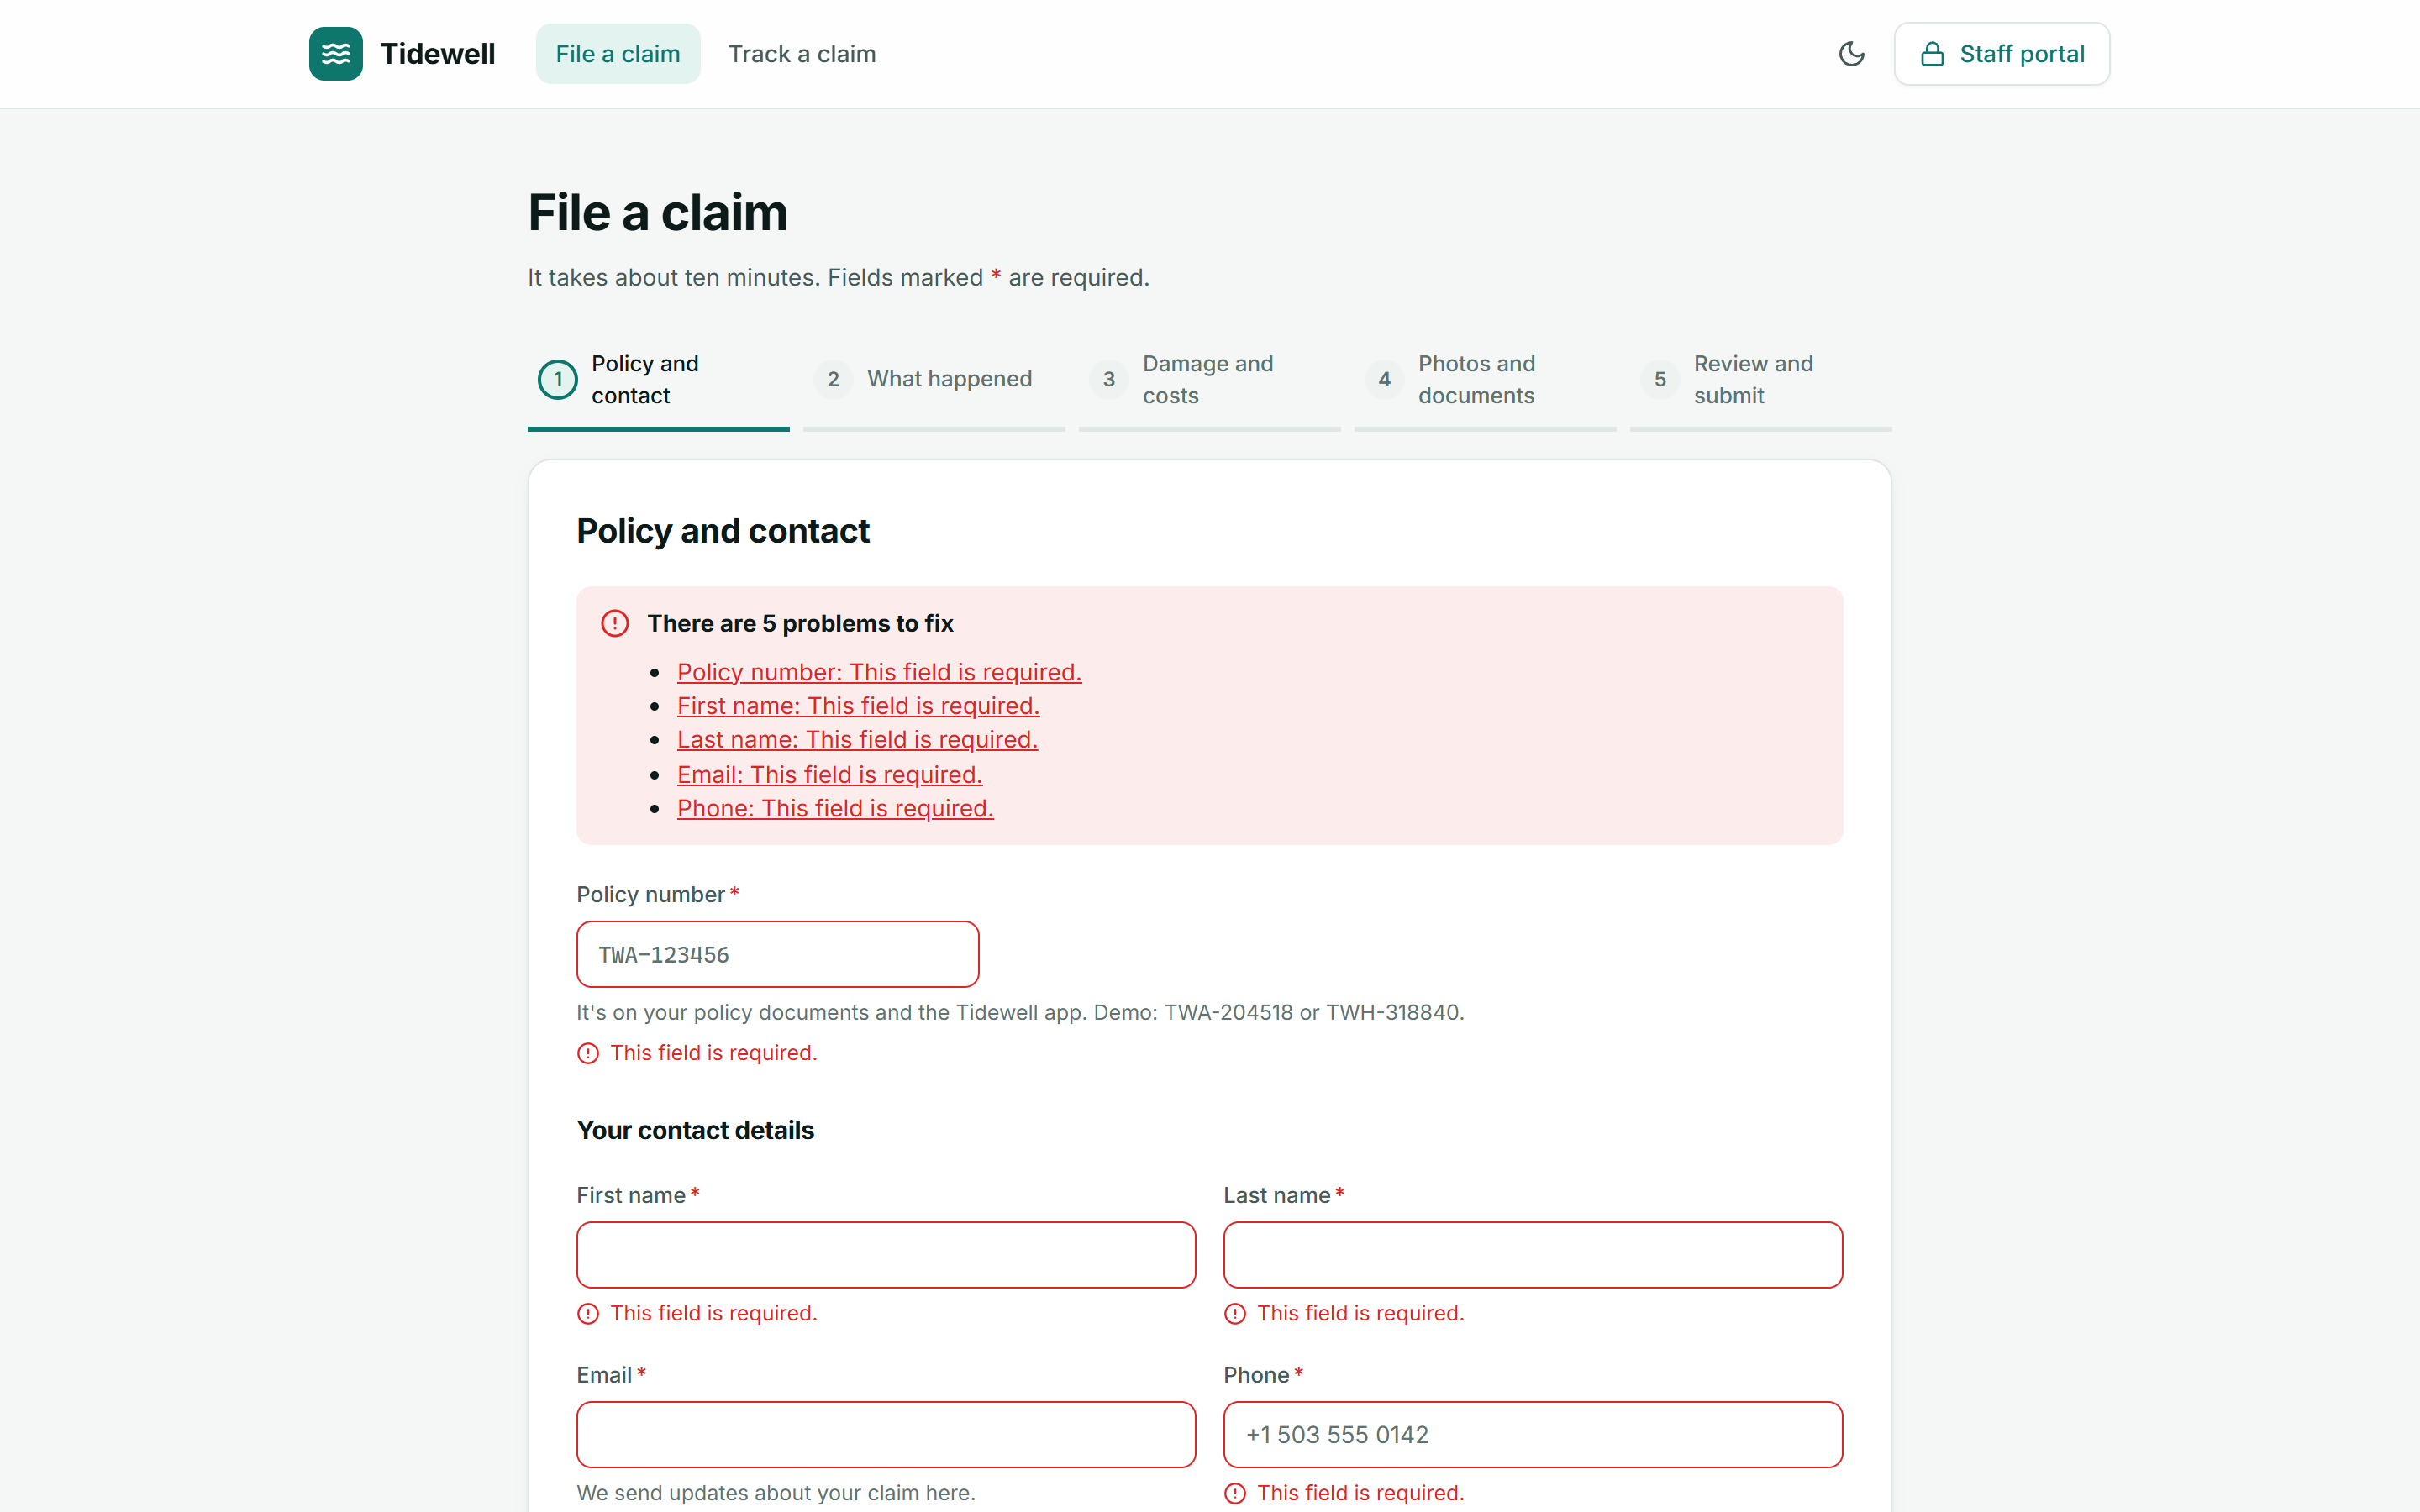 Tidewell
File a claim
Track a claim
Staff portal
File a claim
It takes about ten minutes. Fields marked * are required.
1
Policy and
contact
2
What happened
3
Damage and
costs
4
Photos and
documents
5
Review and
submit
Policy and contact
There are 5 problems to fix
Policy number: This field is required.
First name: This field is required.
Last name: This field is required.
Email: This field is required.
Phone: This field is required.
Policy number *
TWA-123456
It's on your policy documents and the Tidewell app. Demo: TWA-204518 or TWH-318840.
This field is required.
Your contact details
First name *
Last name *
This field is required.
This field is required.
Email *
Phone *
+1 503 555 0142
We send updates about your claim here.
This field is required.